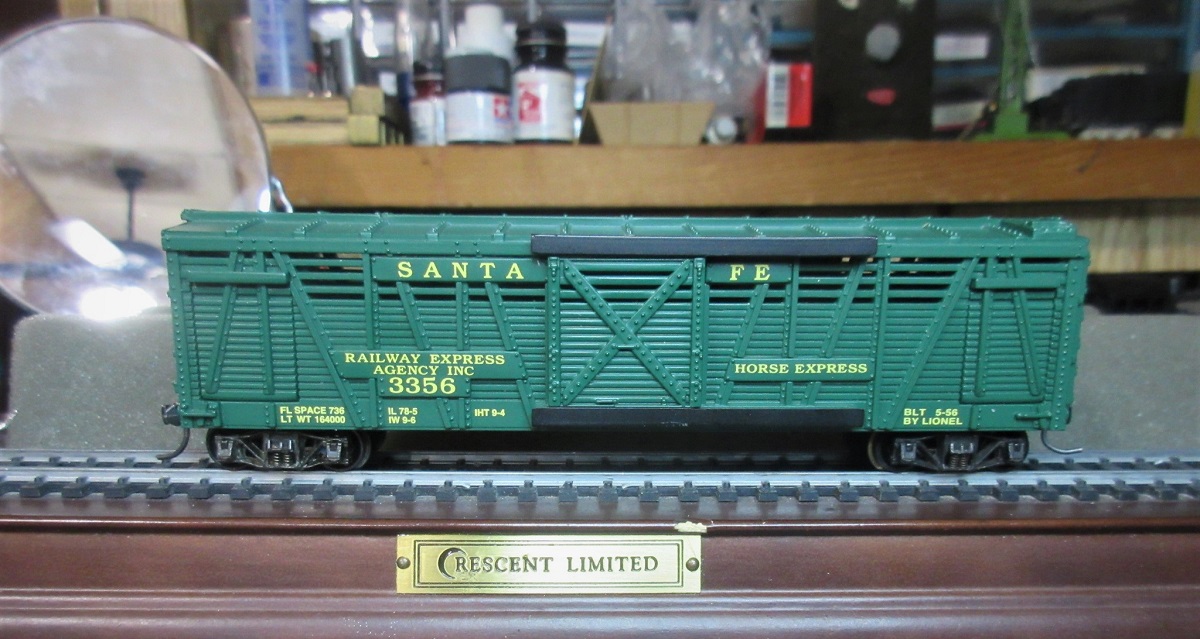 SANTA FE
RAILWAY EXPRESS
AGENCY INC
3356
HORSE EXPRESS
FL SPACE 736
LT WT 164000
IL 78-5
IW 9-6
IHT 9-4
BLT 5-56
BY LIONEL
CRESCENT LIMITED